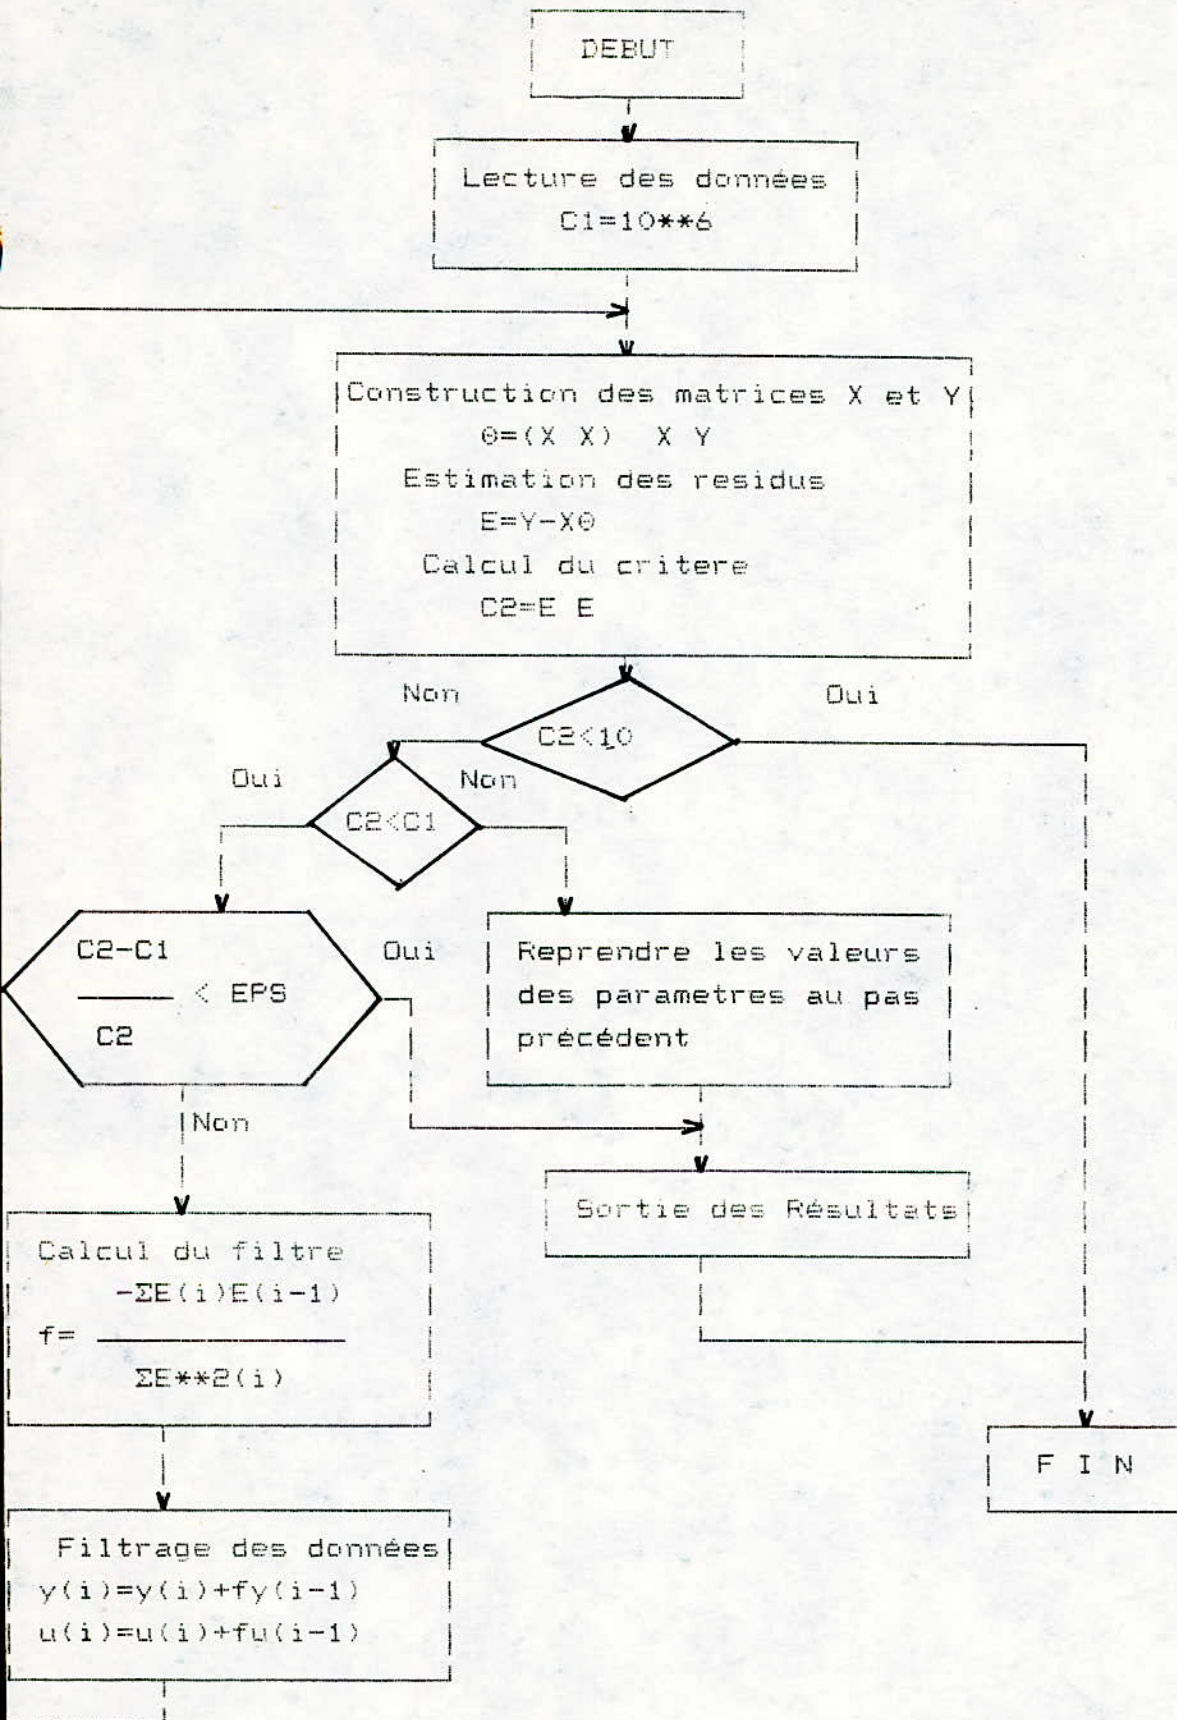 DEBUT
Lecture des données
C1=10**6
Construction des matrices X et Y
θ=(X X) X Y
Estimation des residus
E=Y-Xθ
Calcul du critere
C2=E E
Non
Oui
C2<10
Oui
Non
C2<C1
C2-C1
< EPS
C2
Oui
Non
Reprendre les valeurs
des parametres au pas
précédent
Sortie des Résultats
Calcul du filtre
-ΣE(i)E(i-1)
f=
ΣE**2(i)
F I N
Filtrage des données
y(i)=y(i)+fy(i-1)
u(i)=u(i)+fu(i-1)